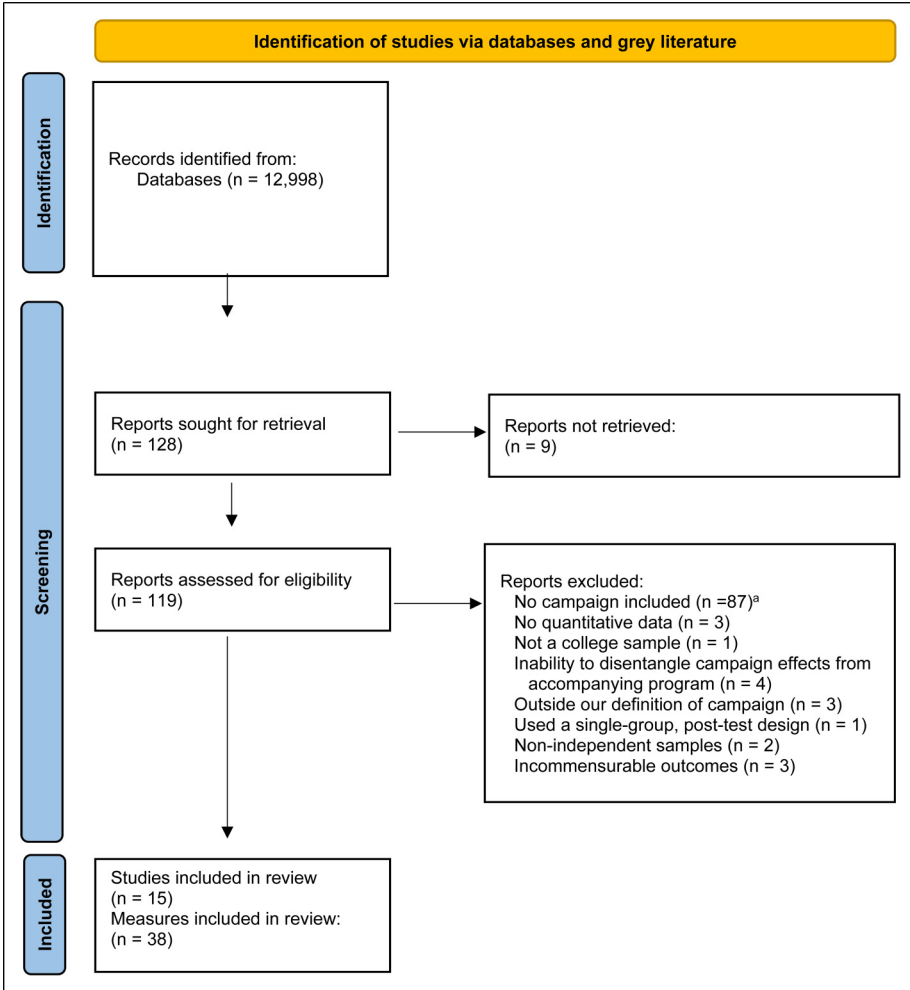 Identification of studies via databases and grey literature
Identification
Records identified from:
Databases (n = 12,998)
Screening
Reports sought for retrieval
(n = 128)
Reports not retrieved:
(n = 9)
Reports assessed for eligibility
(n = 119)
Reports excluded:
No campaign included (n =87)ᵃ
No quantitative data (n = 3)
Not a college sample (n = 1)
Inability to disentangle campaign effects from
accompanying program (n = 4)
Outside our definition of campaign (n = 3)
Used a single-group, post-test design (n = 1)
Non-independent samples (n = 2)
Incommensurable outcomes (n = 3)
Included
Studies included in review
(n = 15)
Measures included in review:
(n = 38)